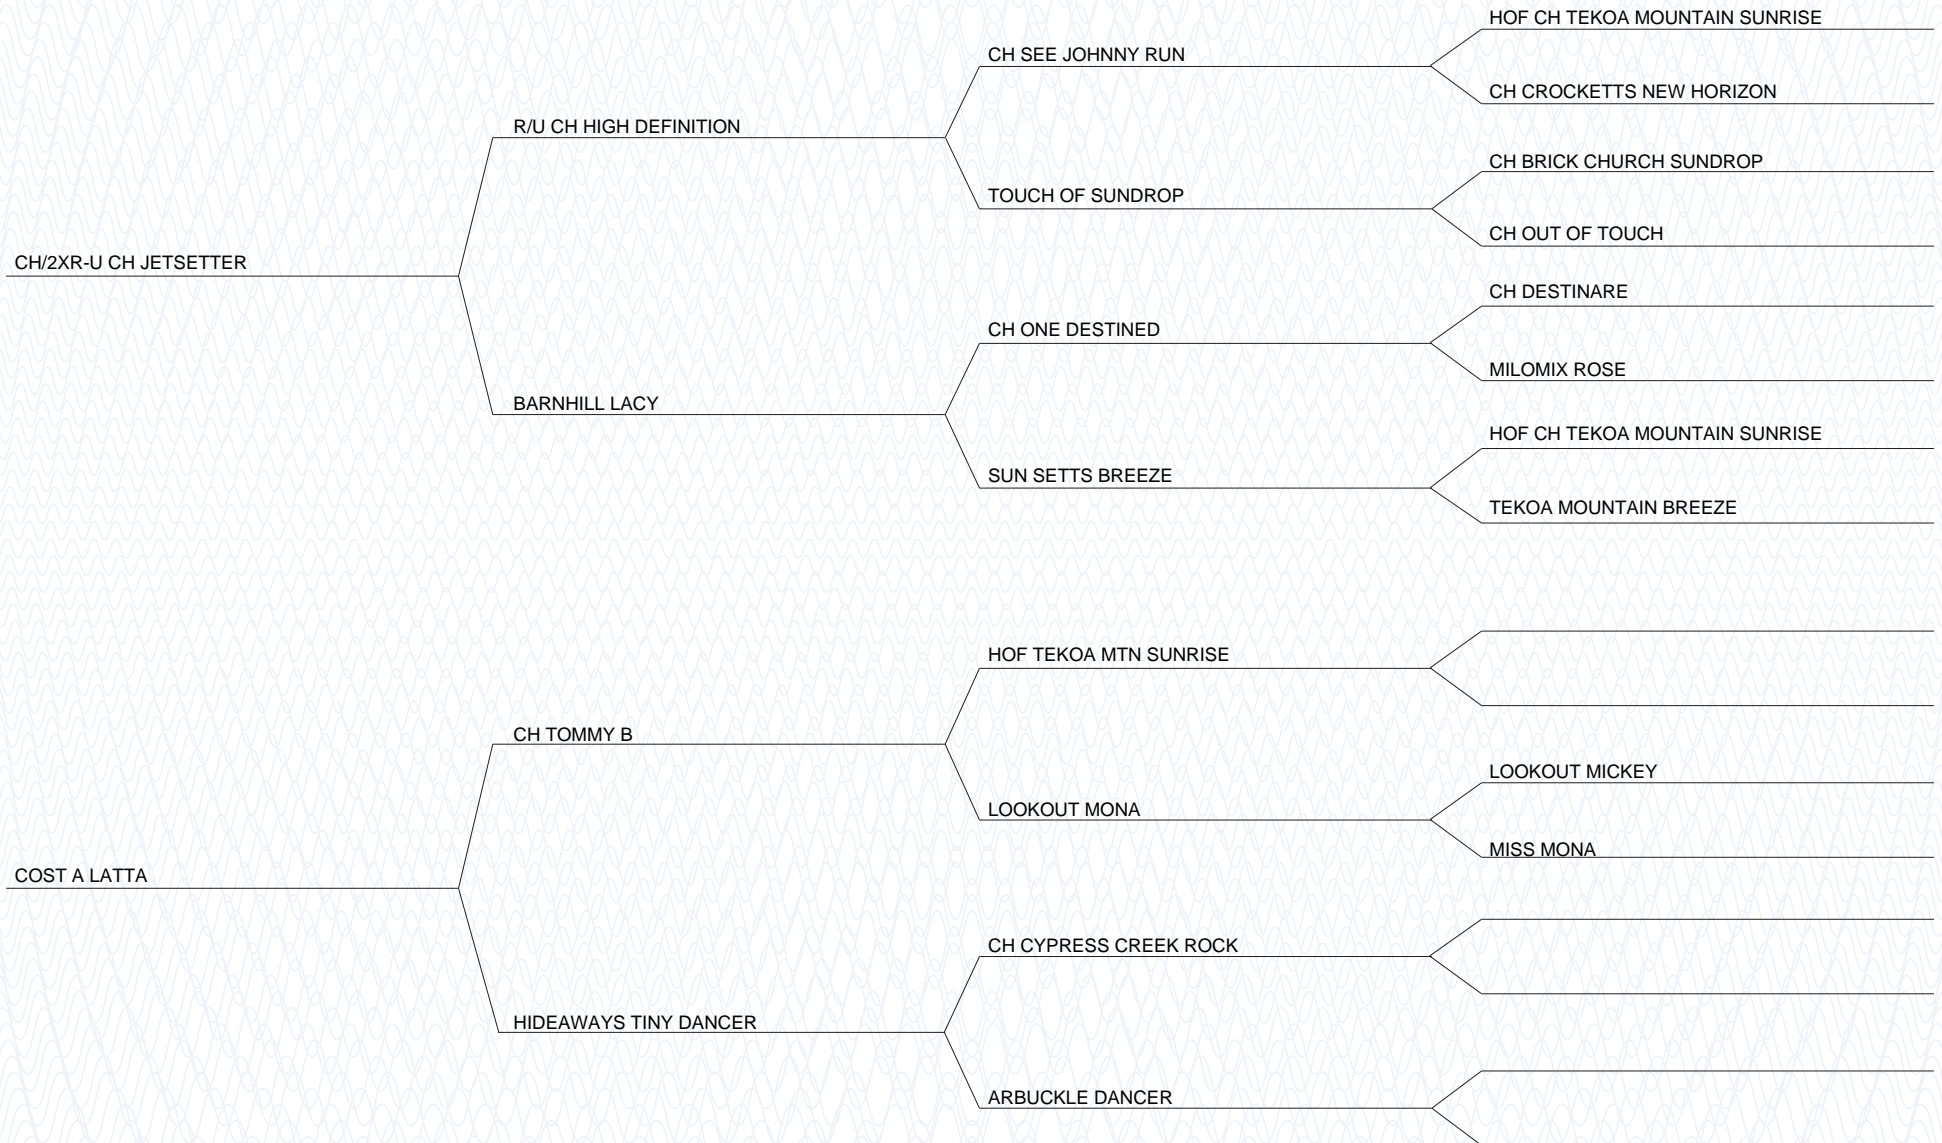 HOF CH TEKOA MOUNTAIN SUNRISE
CH SEE JOHNNY RUN
CH CROCKETTS NEW HORIZON
R/U CH HIGH DEFINITION
CH BRICK CHURCH SUNDROP
TOUCH OF SUNDROP
CH OUT OF TOUCH
CH/2XR-U CH JETSETTER
CH DESTINARE
CH ONE DESTINED
MILOMIX ROSE
BARNHILL LACY
HOF CH TEKOA MOUNTAIN SUNRISE
SUN SETTS BREEZE
TEKOA MOUNTAIN BREEZE
HOF TEKOA MTN SUNRISE
CH TOMMY B
LOOKOUT MICKEY
LOOKOUT MONA
MISS MONA
COST A LATTA
CH CYPRESS CREEK ROCK
HIDEAWAYS TINY DANCER
ARBUCKLE DANCER